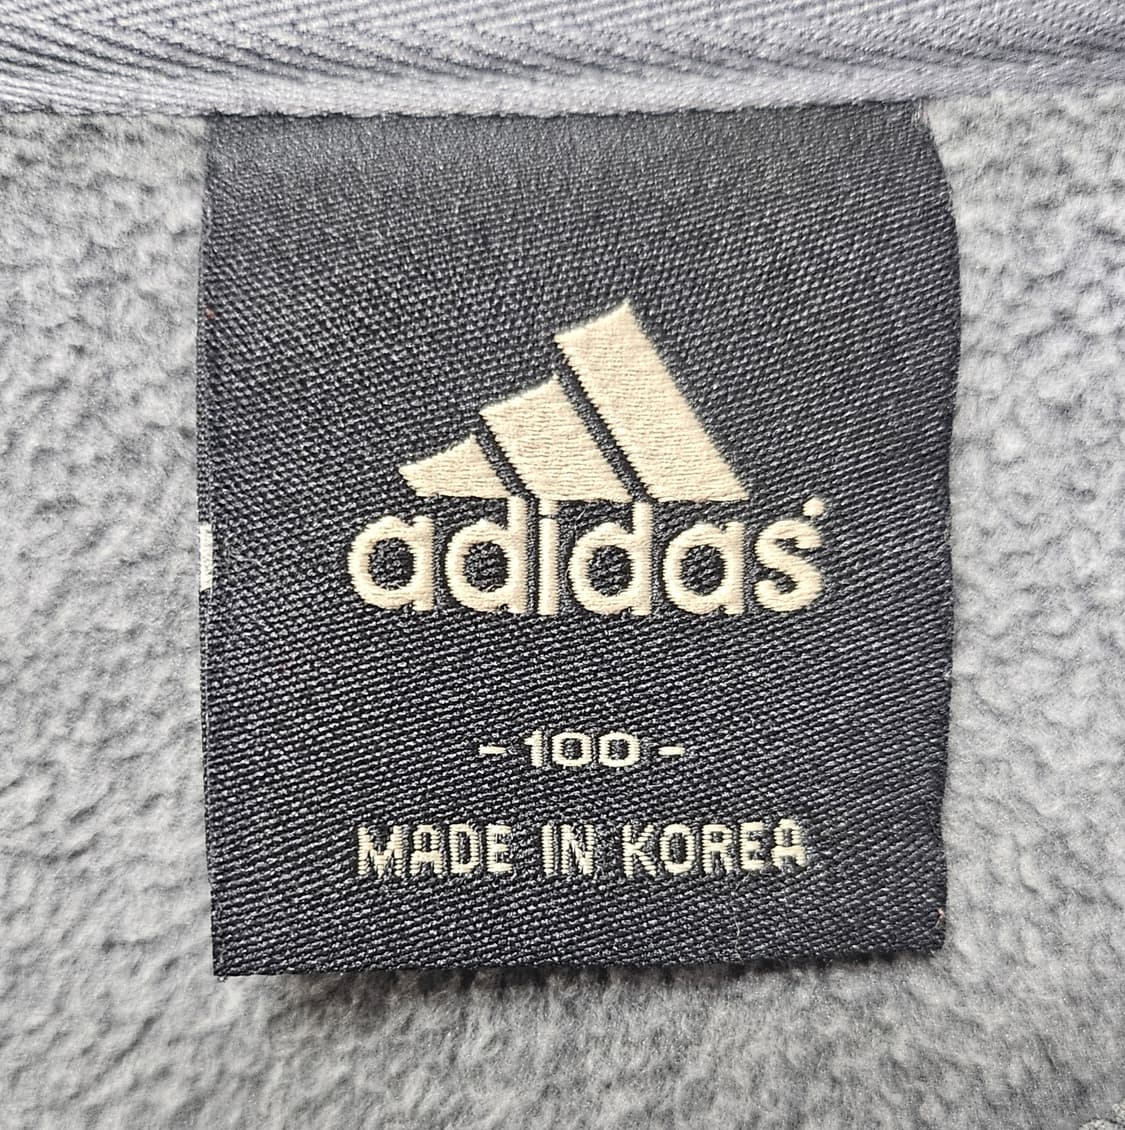 adidas
- 100 -
MADE IN KOREA